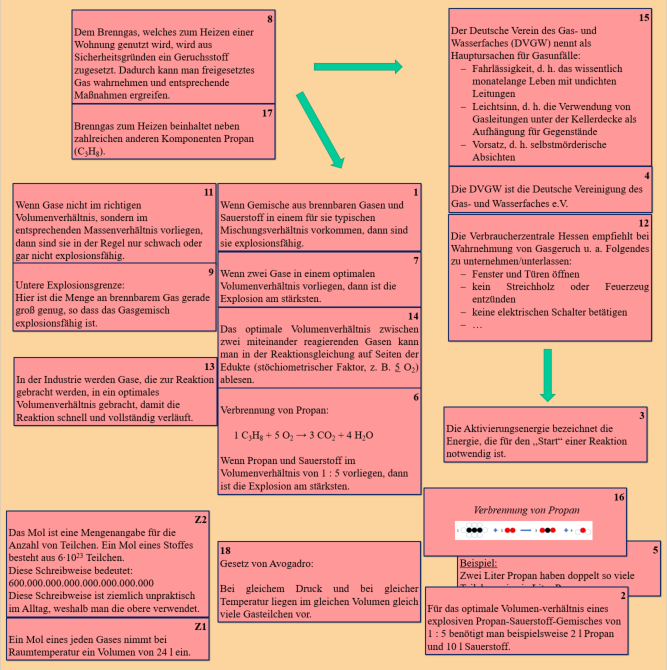 8
Dem Brenngas, welches zum Heizen einer
Wohnung genutzt wird, wird aus
Sicherheitsgründen ein Geruchsstoff
zugesetzt. Dadurch kann man freigesetztes
Gas wahrnehmen und entsprechende
Maßnahmen ergreifen.
17
Brenngas zum Heizen beinhaltet neben
zahlreichen anderen Komponenten Propan
(C₃H₈).
15
Der Deutsche Verein des Gas- und
Wasserfaches (DVGW) nennt als
Hauptursachen für Gasunfälle:
– Fahrlässigkeit, d. h. das wissentlich
monatelange Leben mit undichten
Leitungen
– Leichtsinn, d. h. die Verwendung von
Gasleitungen unter der Kellerdecke als
Aufhängung für Gegenstände
– Vorsatz, d. h. selbstmörderische
Absichten
4
Die DVGW ist die Deutsche Vereinigung des
Gas- und Wasserfaches e.V.
12
Die Verbraucherzentrale Hessen empfiehlt bei
Wahrnehmung von Gasgeruch u. a. Folgendes
zu unternehmen/unterlassen:
– Fenster und Türen öffnen
– kein Streichholz oder Feuerzeug
entzünden
– keine elektrischen Schalter betätigen
– …
11
Wenn Gase nicht im richtigen
Volumenverhältnis, sondern im
entsprechenden Massenverhältnis vorliegen,
dann sind sie in der Regel nur schwach oder
gar nicht explosionsfähig.
9
Untere Explosionsgrenze:
Hier ist die Menge an brennbarem Gas gerade
groß genug, so dass das Gasgemisch
explosionsfähig ist.
13
In der Industrie werden Gase, die zur Reaktion
gebracht werden, in ein optimales
Volumenverhältnis gebracht, damit die
Reaktion schnell und vollständig verläuft.
1
Wenn Gemische aus brennbaren Gasen und
Sauerstoff in einem für sie typischen
Mischungsverhältnis vorkommen, dann sind
sie explosionsfähig.
7
Wenn zwei Gase in einem optimalen
Volumenverhältnis vorliegen, dann ist die
Explosion am stärksten.
14
Das optimale Volumenverhältnis zwischen
zwei miteinander reagierenden Gasen kann
man in der Reaktionsgleichung auf Seiten der
Edukte (stöchiometrischer Faktor, z. B. 5 O₂)
ablesen.
6
Verbrennung von Propan:
1 C₃H₈ + 5 O₂ → 3 CO₂ + 4 H₂O
Wenn Propan und Sauerstoff im
Volumenverhältnis von 1 : 5 vorliegen, dann
ist die Explosion am stärksten.
3
Die Aktivierungsenergie bezeichnet die
Energie, die für den „Start“ einer Reaktion
notwendig ist.
Z2
Das Mol ist eine Mengenangabe für die
Anzahl von Teilchen. Ein Mol eines Stoffes
besteht aus 6·10²³ Teilchen.
Diese Schreibweise bedeutet:
600.000.000.000.000.000.000.000
Diese Schreibweise ist ziemlich unpraktisch
im Alltag, weshalb man die obere verwendet.
Z1
Ein Mol eines jeden Gases nimmt bei
Raumtemperatur ein Volumen von 24 l ein.
18
Gesetz von Avogadro:
Bei gleichem Druck und bei gleicher
Temperatur liegen im gleichen Volumen gleich
viele Gasteilchen vor.
16
Verbrennung von Propan
5
Beispiel:
Zwei Liter Propan haben doppelt so viele
2
Für das optimale Volumen-verhältnis eines
explosiven Propan-Sauerstoff-Gemisches von
1 : 5 benötigt man beispielsweise 2 l Propan
und 10 l Sauerstoff.